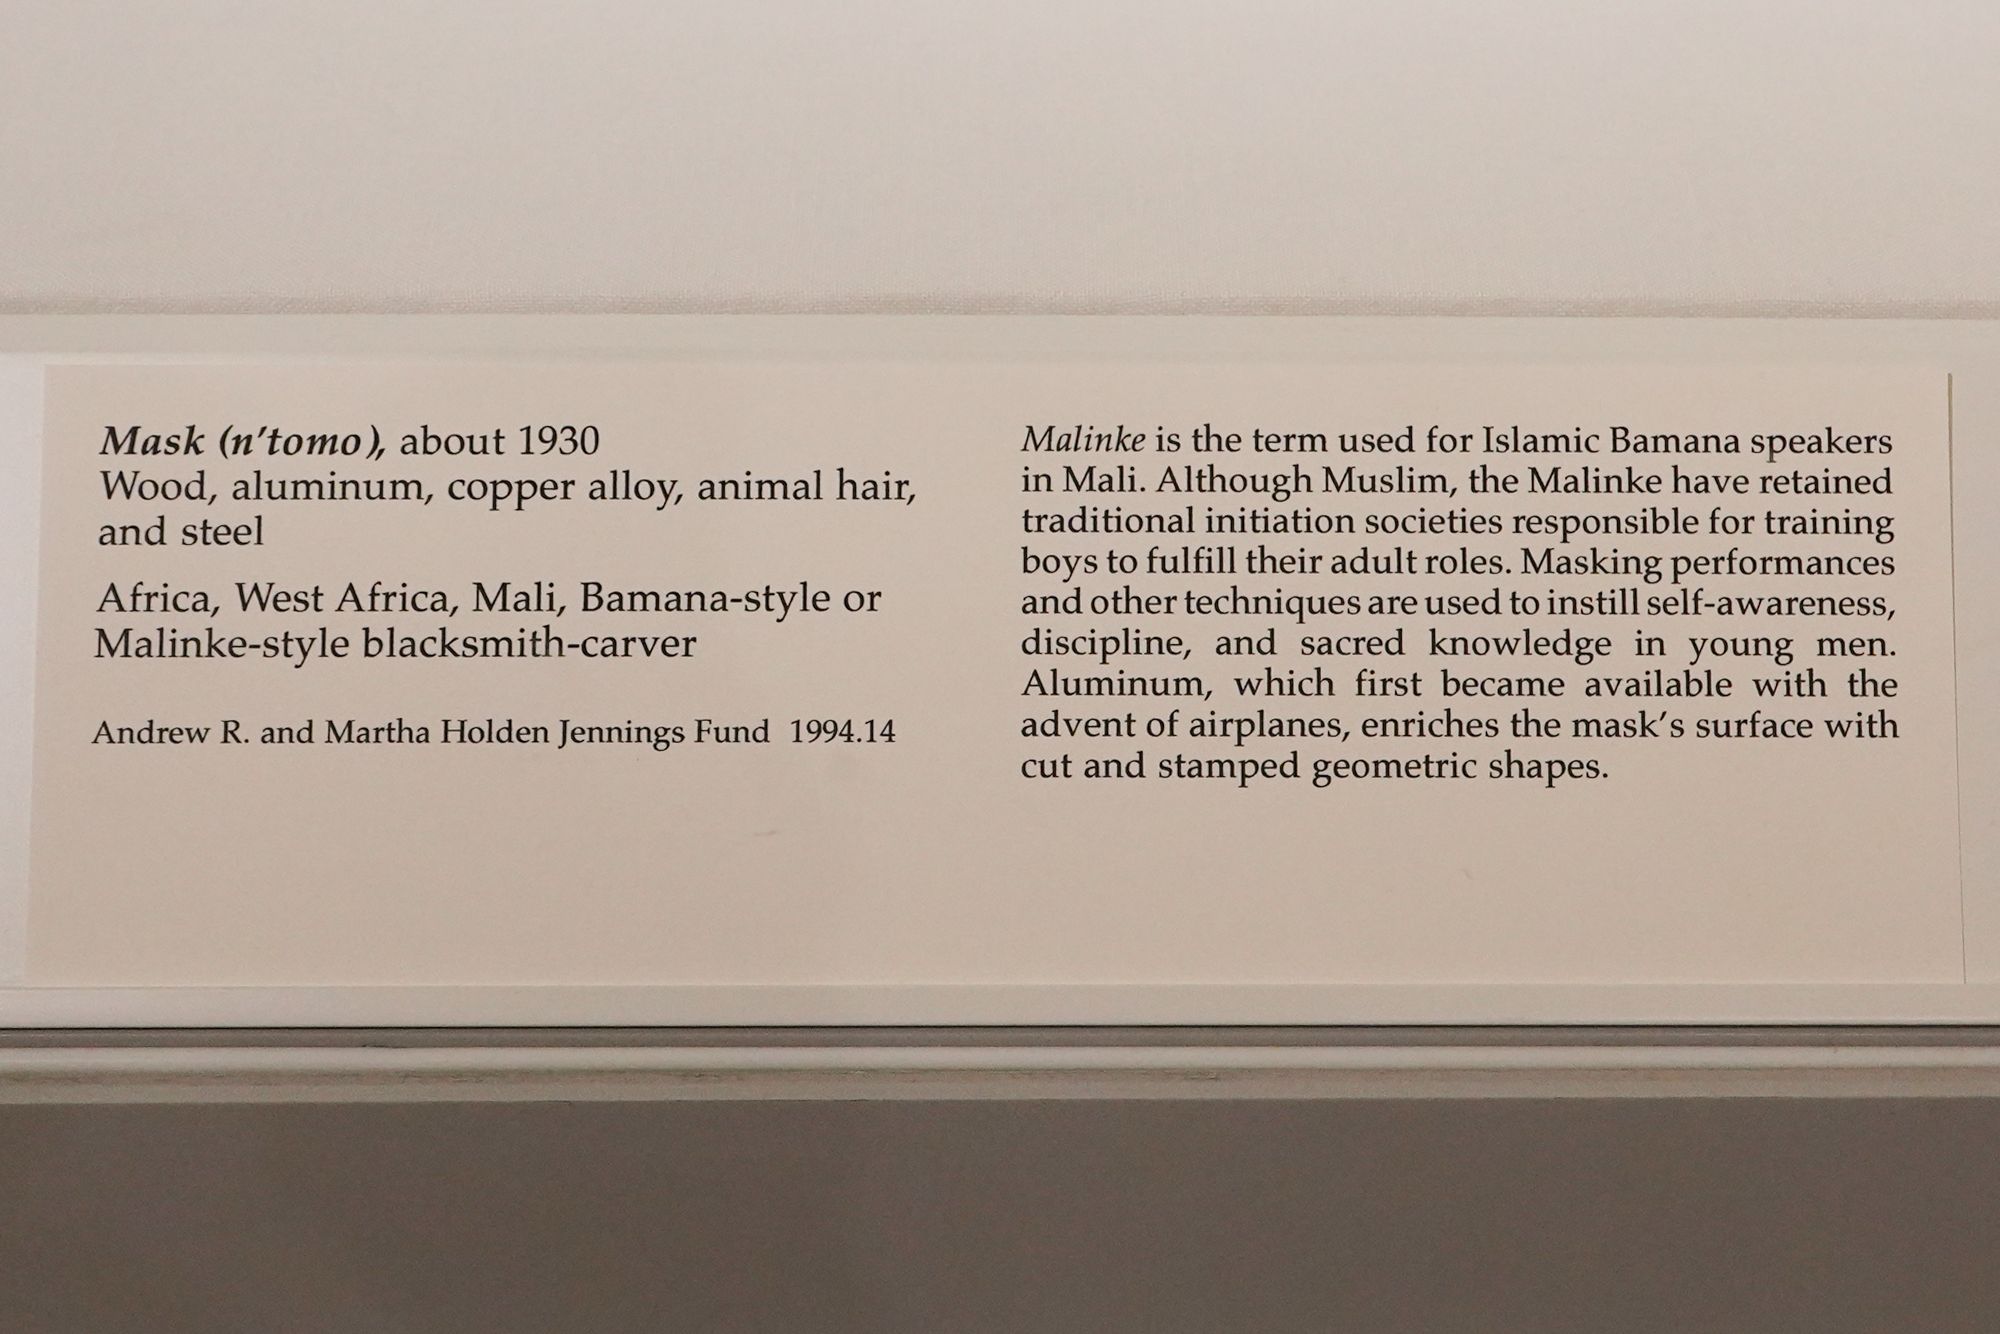 Mask (n'tomo), about 1930
Wood, aluminum, copper alloy, animal hair,
and steel
Africa, West Africa, Mali, Bamana-style or
Malinke-style blacksmith-carver
Andrew R. and Martha Holden Jennings Fund  1994.14
Malinke is the term used for Islamic Bamana speakers
in Mali. Although Muslim, the Malinke have retained
traditional initiation societies responsible for training
boys to fulfill their adult roles. Masking performances
and other techniques are used to instill self-awareness,
discipline, and sacred knowledge in young men.
Aluminum, which first became available with the
advent of airplanes, enriches the mask's surface with
cut and stamped geometric shapes.